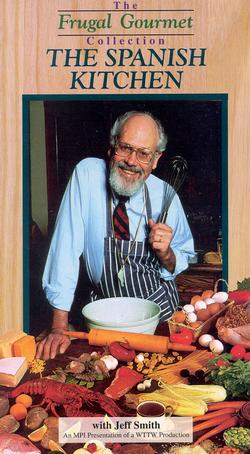 The
Frugal Gourmet
Collection
THE SPANISH
KITCHEN
with Jeff Smith
An MPI Presentation of a WTTW Production